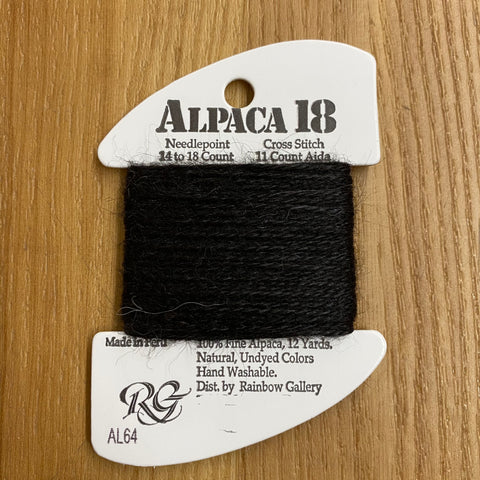 ALPACA 18
Needlepoint Cross Stitch
14 to 18 Count 11 Count Aida
Made in Peru 100% Fine Alpaca, 12 Yards.
Natural, Undyed Colors
Hand Washable.
Dist. by Rainbow Gallery
RG
AL64